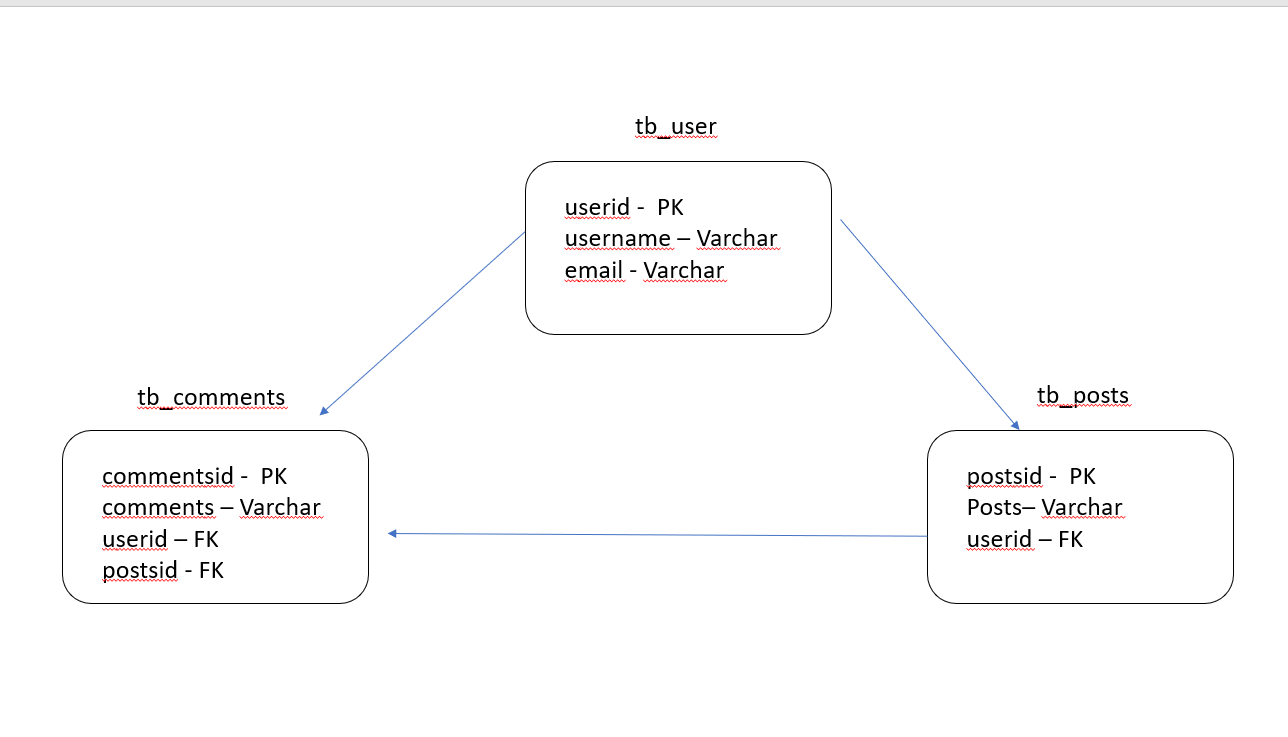 tb_user
userid -  PK
username – Varchar
email - Varchar
tb_comments
commentsid -  PK
comments – Varchar
userid – FK
postsid - FK
tb_posts
postsid -  PK
Posts– Varchar
userid – FK